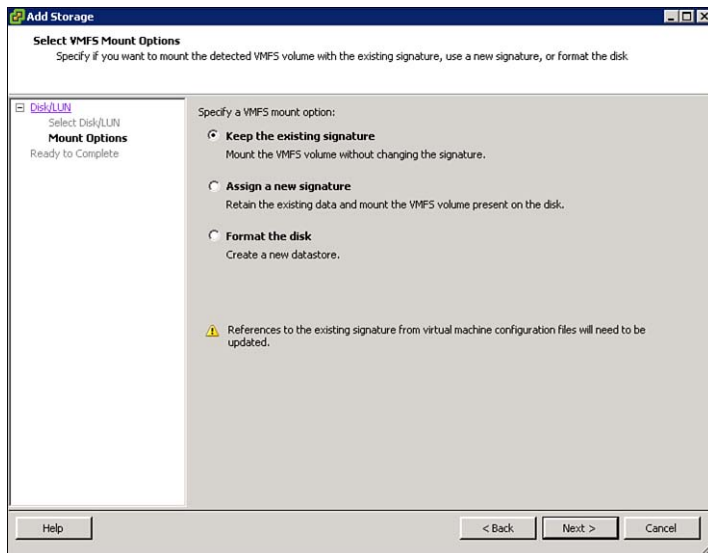 Add Storage
Select VMFS Mount Options
Specify if you want to mount the detected VMFS volume with the existing signature, use a new signature, or format the disk
Disk/LUN
Select Disk/LUN
Mount Options
Ready to Complete
Specify a VMFS mount option:
Keep the existing signature
Mount the VMFS volume without changing the signature.
Assign a new signature
Retain the existing data and mount the VMFS volume present on the disk.
Format the disk
Create a new datastore.
References to the existing signature from virtual machine configuration files will need to be
updated.
Help
< Back
Next >
Cancel